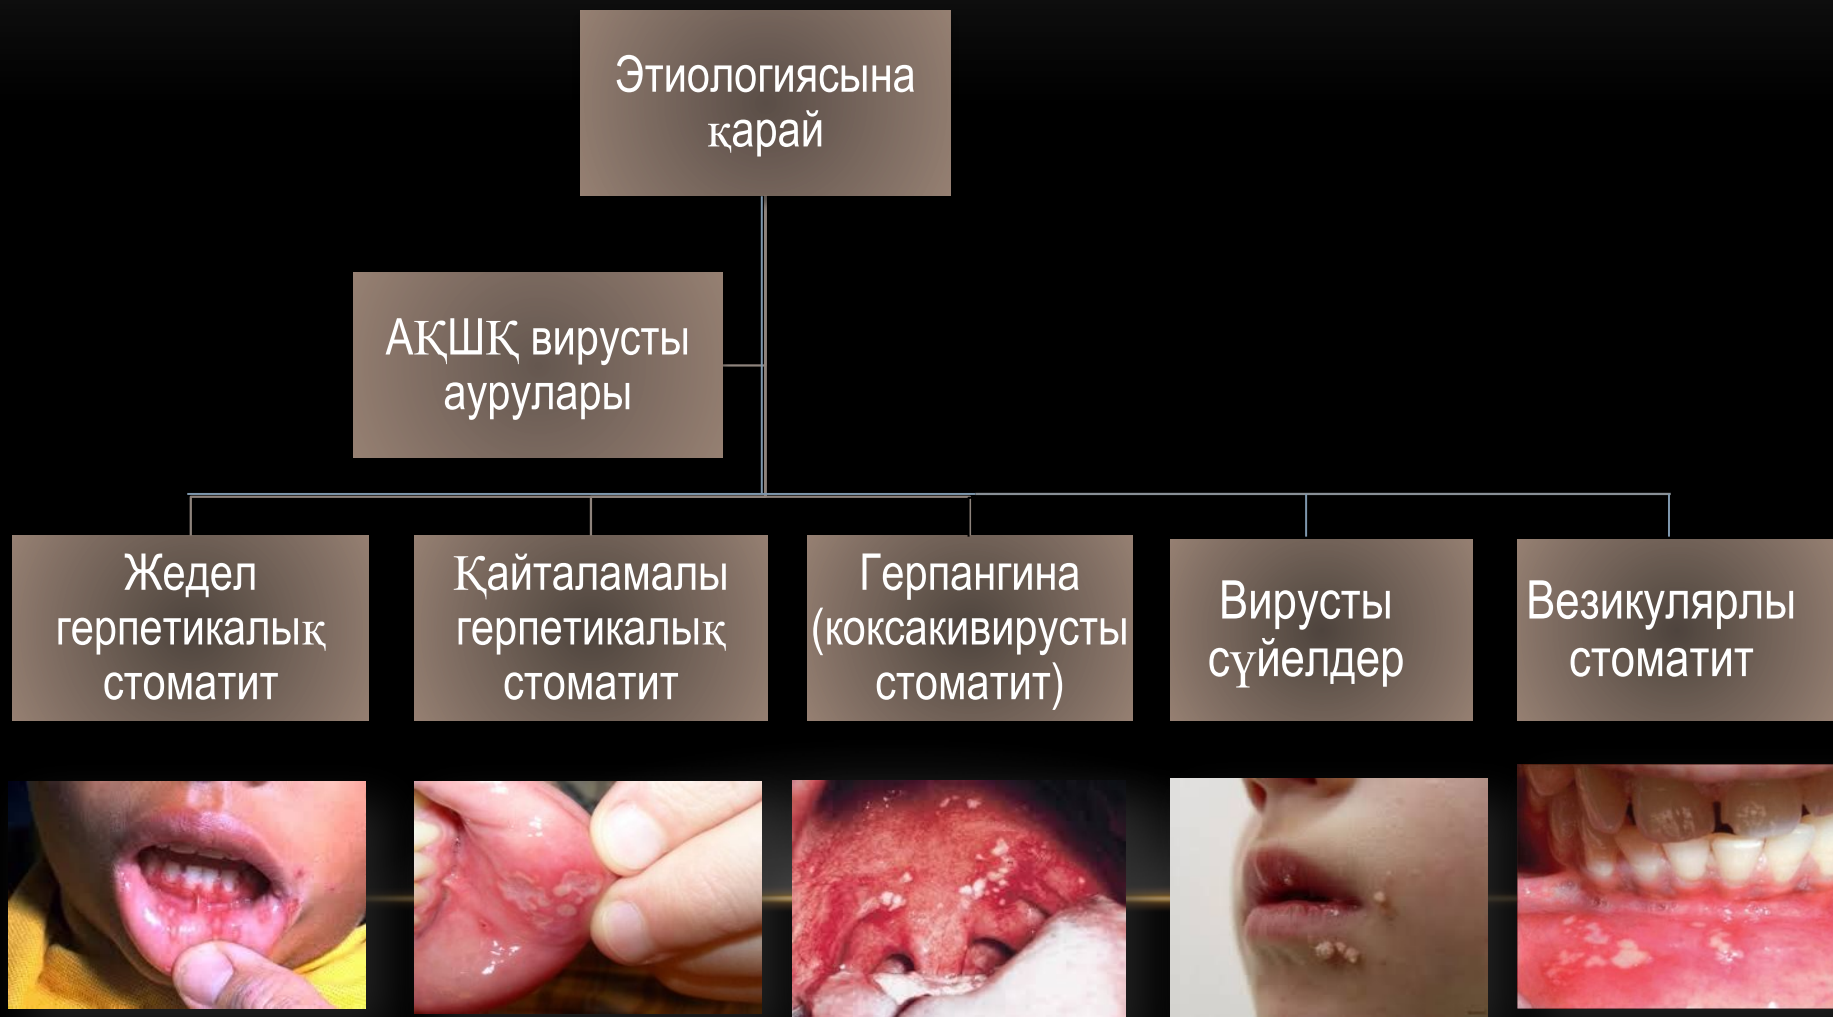 Этиологиясына
қарай
АҚШҚ вирусты
аурулары
Жедел
герпетикалық
стоматит
Қайталамалы
герпетикалық
стоматит
Герпангина
(коксакивирусты
стоматит)
Вирусты
сүйелдер
Везикулярлы
стоматит